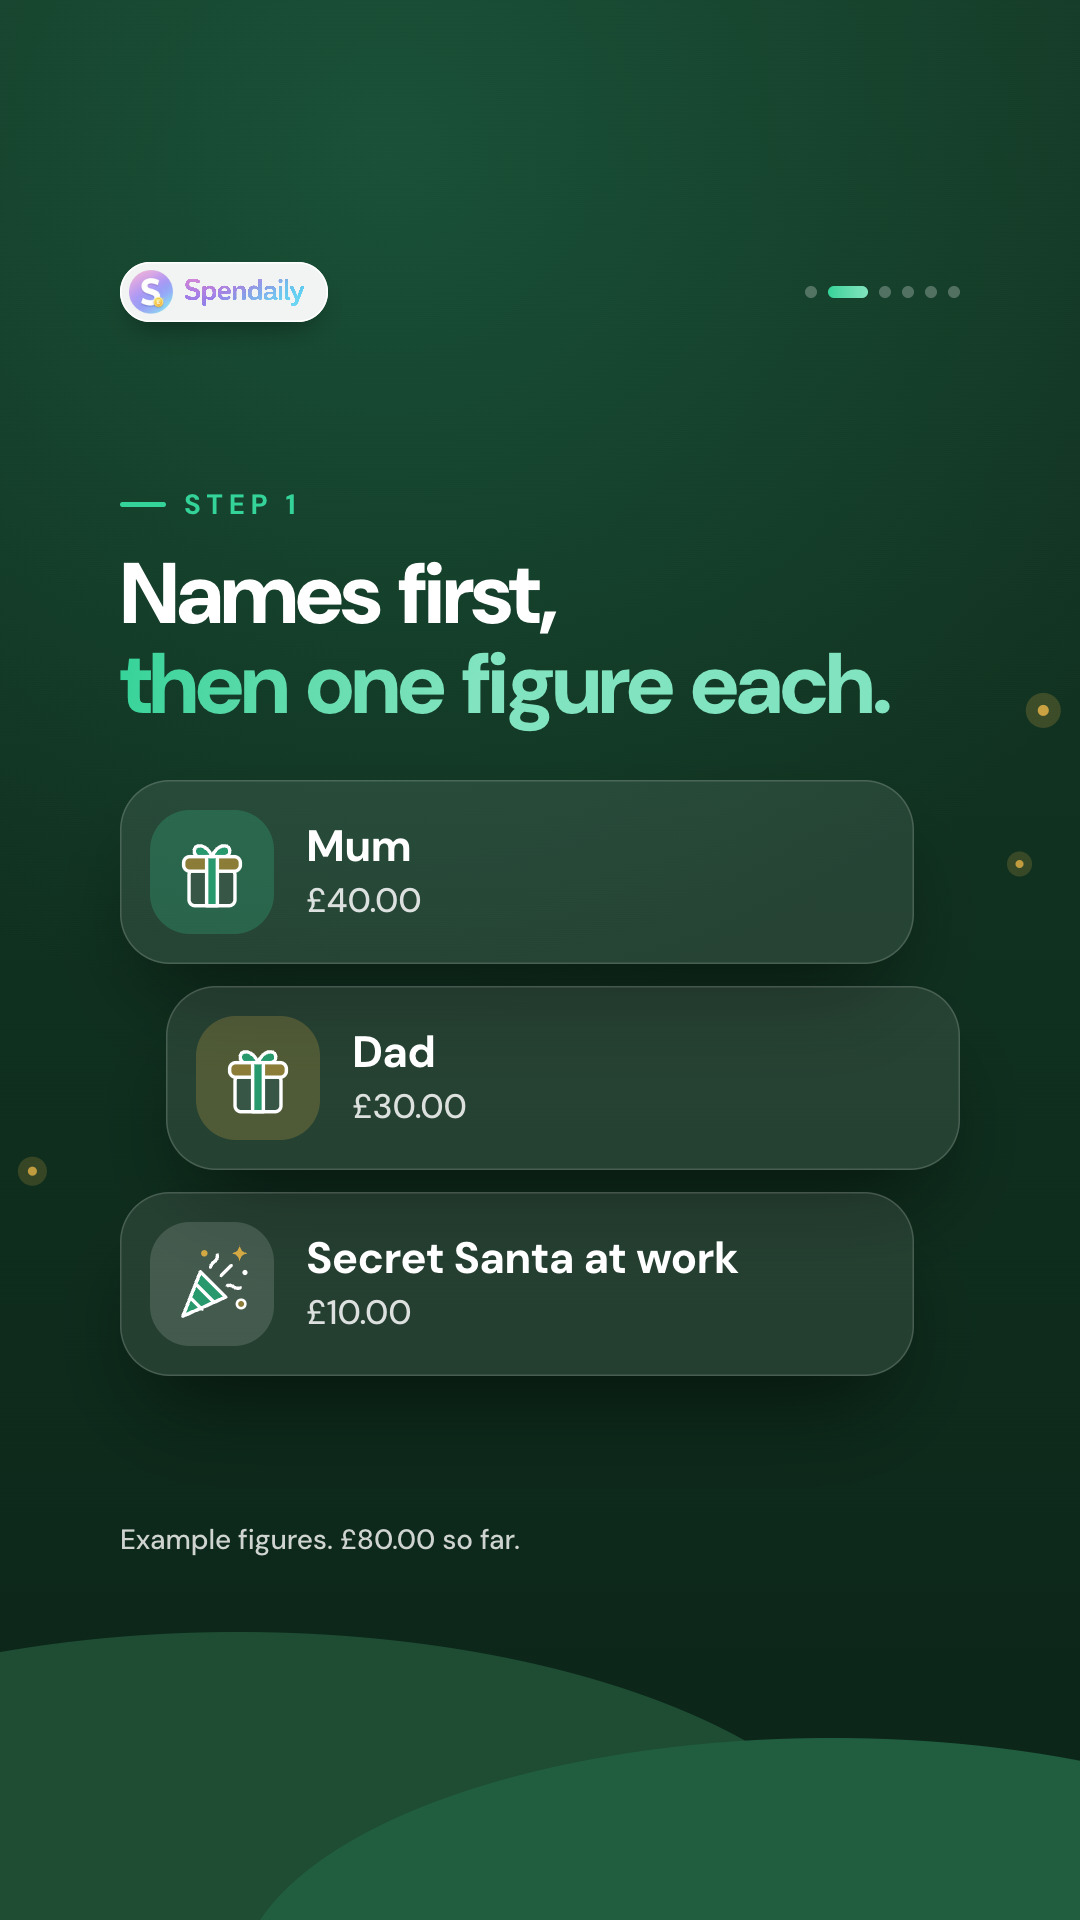 Spendaily
STEP 1
Names first,
then one figure each.
Mum
£40.00
Dad
£30.00
Secret Santa at work
£10.00
Example figures. £80.00 so far.